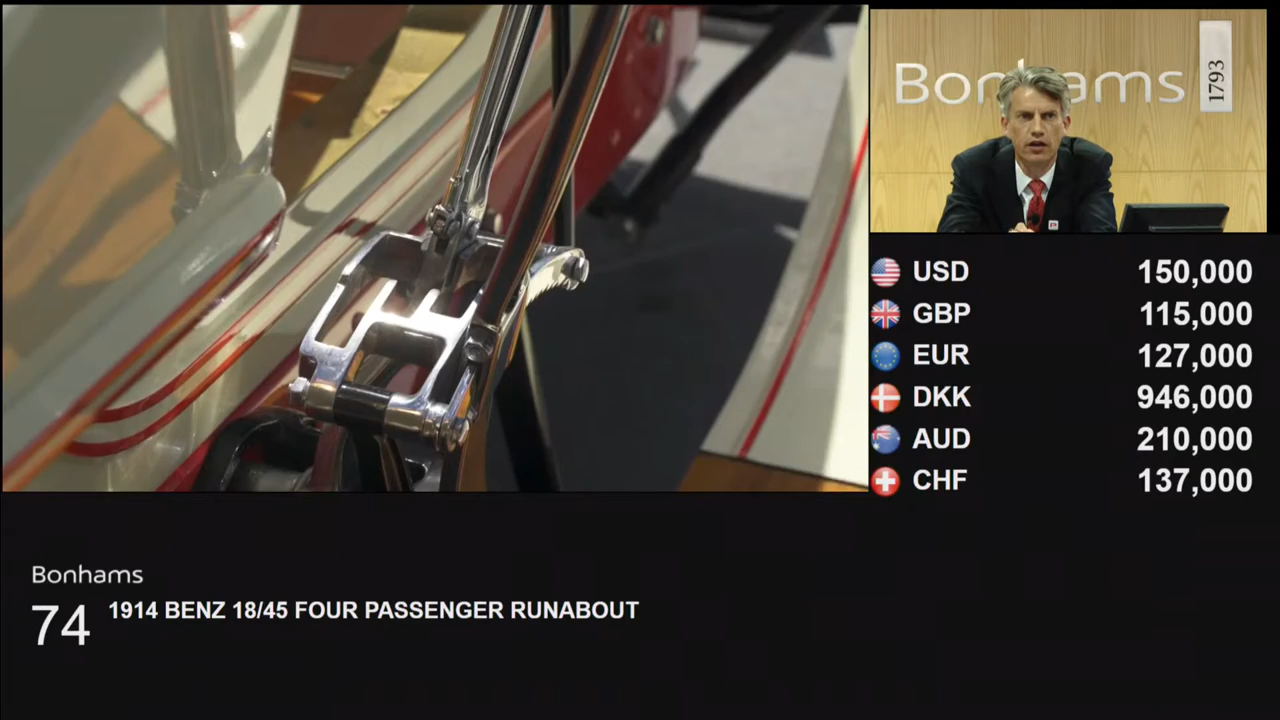 Bonhams
1793
USD 150,000
GBP 115,000
EUR 127,000
DKK 946,000
AUD 210,000
CHF 137,000
Bonhams
74 1914 BENZ 18/45 FOUR PASSENGER RUNABOUT